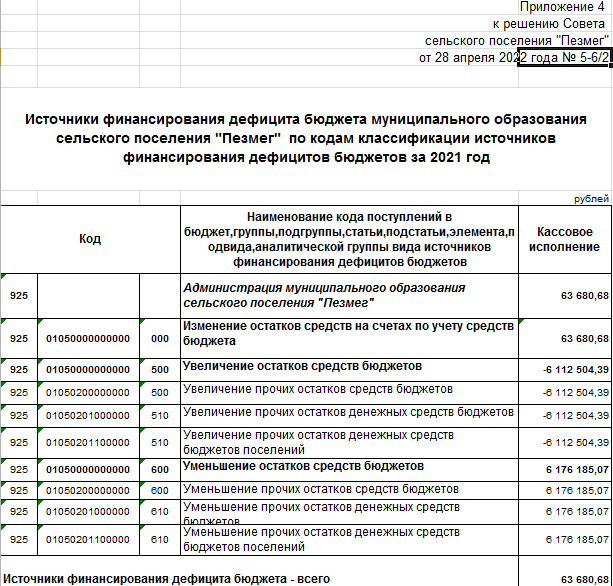 Приложение 4
к решению Совета
сельского поселения "Пезмег"
от 28 апреля 2022 года № 5-6/2
Источники финансирования дефицита бюджета муниципального образования
сельского поселения "Пезмег" по кодам классификации источников
финансирования дефицитов бюджетов за 2021 год
рублей
Код
Наименование кода поступлений в
бюджет,группы,подгруппы,статьи,подстатьи,элемента,п
одвида,аналитической группы вида источников
финансирования дефицитов бюджетов
Кассовое
исполнение
925 Администрация муниципального образования
сельского поселения "Пезмег" 63 680,68
925 01050000000000 000 Изменение остатков средств на счетах по учету средств
бюджета 63 680,68
925 01050000000000 500 Увеличение остатков средств бюджетов -6 112 504,39
925 01050200000000 500 Увеличение прочих остатков средств бюджетов -6 112 504,39
925 01050201000000 510 Увеличение прочих остатков денежных средств бюджетов -6 112 504,39
925 01050201100000 510 Увеличение прочих остатков денежных средств
бюджетов поселений -6 112 504,39
925 01050000000000 600 Уменьшение остатков средств бюджетов 6 176 185,07
925 01050200000000 600 Уменьшение прочих остатков средств бюджетов 6 176 185,07
925 01050201000000 610 Уменьшение прочих остатков денежных средств
бюджетов 6 176 185,07
925 01050201100000 610 Уменьшение прочих остатков денежных средств
бюджетов поселений 6 176 185,07
Источники финансирования дефицита бюджета - всего 63 680,68